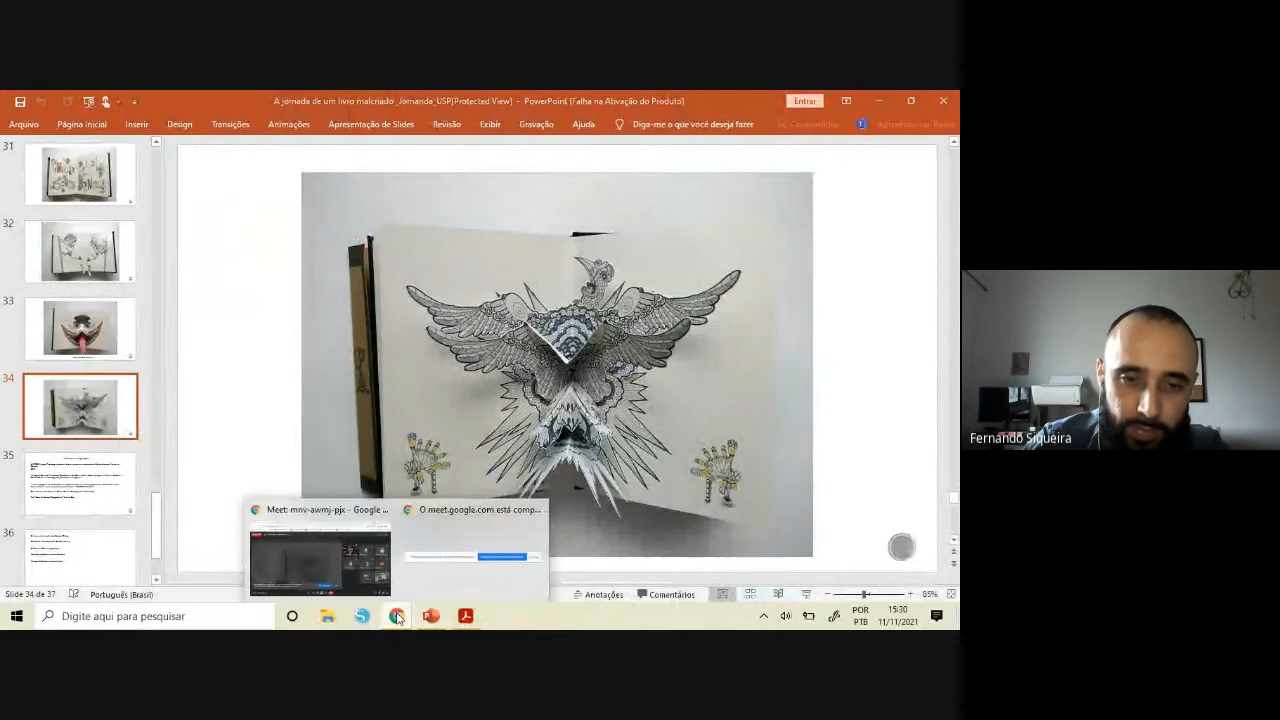 A jornada de um livro malcriado _Jornanda_USP(Protected View) - PowerPoint (Falha na Ativação do Produto)
Entrar
Arquivo Página Inicial Inserir Design Transições Animações Apresentação de Slides Revisão Exibir Gravação Ajuda Diga-me o que você deseja fazer Compartilhar
31
32
33
34
35
36
Fernando Siqueira
Meet: mnv-awmj-pjx - Google ...
O meet.google.com está comp...
Slide 34 de 37 Português (Brasil) Anotações Comentários 85%
Digite aqui para pesquisar
POR
PTB
15:30
11/11/2021